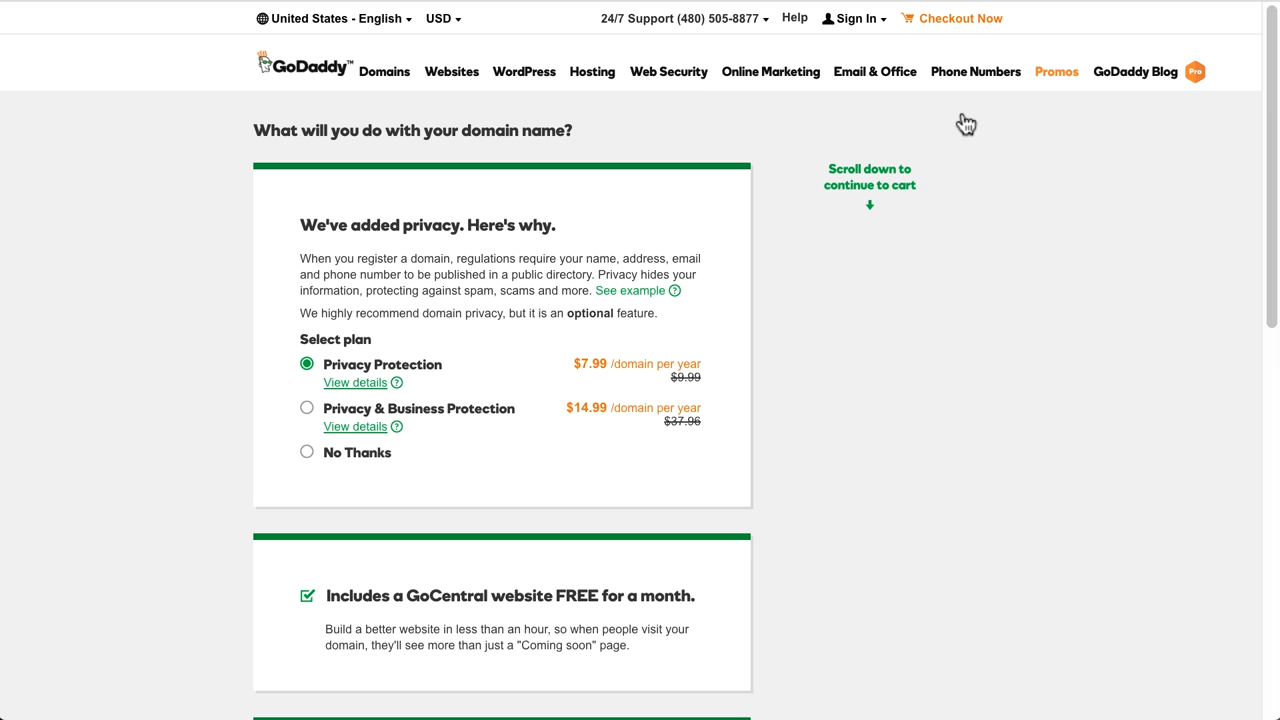 United States - English USD 24/7 Support (480) 505-8877 Help Sign In Checkout Now
GoDaddy™ Domains Websites WordPress Hosting Web Security Online Marketing Email & Office Phone Numbers Promos GoDaddy Blog Pro
What will you do with your domain name?
Scroll down to
continue to cart
We've added privacy. Here's why.
When you register a domain, regulations require your name, address, email
and phone number to be published in a public directory. Privacy hides your
information, protecting against spam, scams and more. See example ?
We highly recommend domain privacy, but it is an optional feature.
Select plan
Privacy Protection $7.99 /domain per year
$9.99
View details ?
Privacy & Business Protection $14.99 /domain per year
$37.96
View details ?
No Thanks
Includes a GoCentral website FREE for a month.
Build a better website in less than an hour, so when people visit your
domain, they'll see more than just a "Coming soon" page.